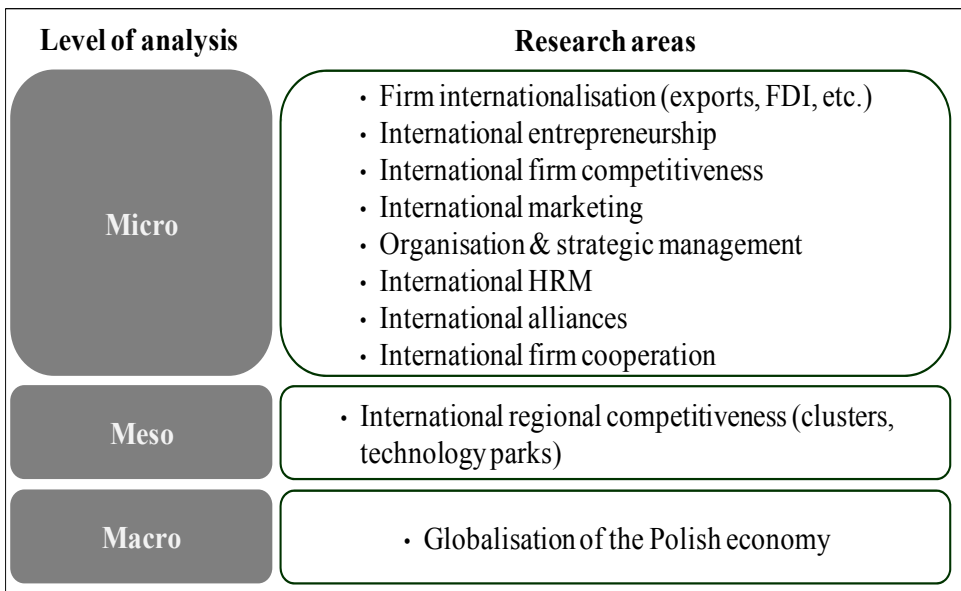 Level of analysis
Research areas
Micro
• Firm internationalisation (exports, FDI, etc.)
• International entrepreneurship
• International firm competitiveness
• International marketing
• Organisation & strategic management
• International HRM
• International alliances
• International firm cooperation
Meso
• International regional competitiveness (clusters,
technology parks)
Macro
• Globalisation of the Polish economy